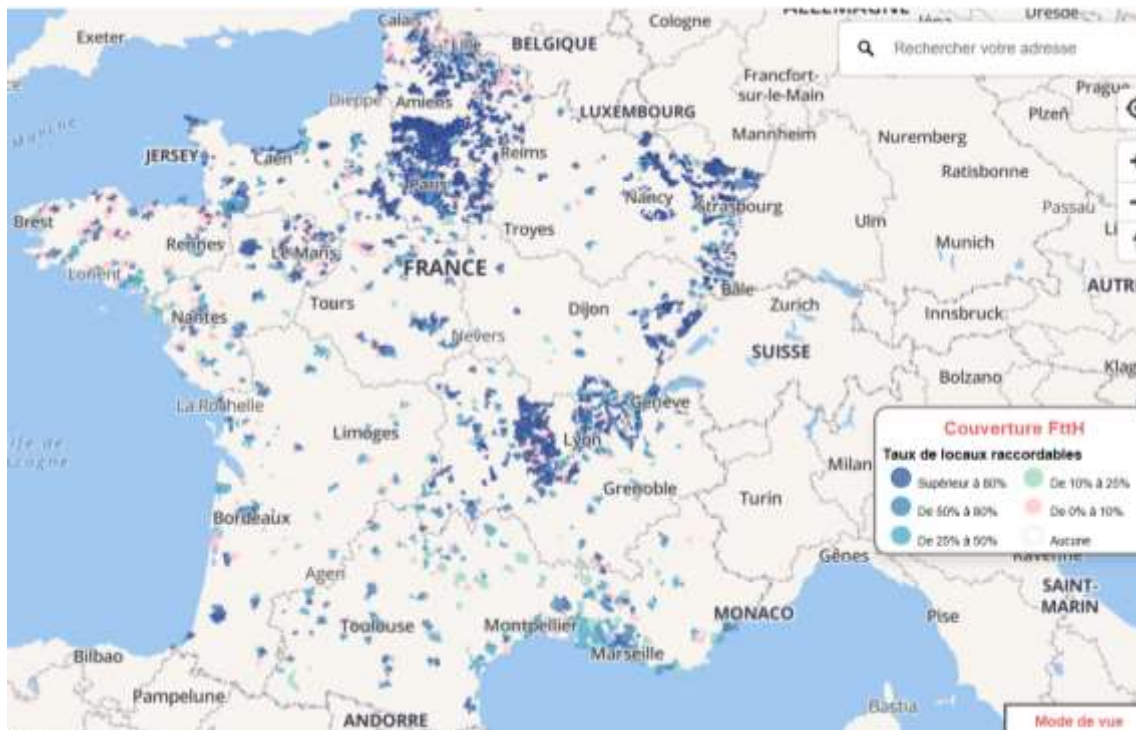 Calais
Cologne
Dresde
Exeter
Lille
BELGIQUE
Rechercher votre adresse
Francfort-
sur-le-Main
Prague
Dieppe
Amiens
LUXEMBOURG
Plzeň
Manche
Mannheim
Nuremberg
JERSEY
Caen
Reims
Ratisbonne
Paris
Nancy
Strasbourg
Passau
Brest
Rennes
Troyes
Ulm
Munich
Le Mans
Lorient
FRANCE
Bâle
AUTRI
Tours
Dijon
Zurich
Innsbruck
Nantes
Nevers
SUISSE
Klag
Bolzano
La Rochelle
Genève
Limoges
Lyon
Couverture FttH
Taux de locaux raccordables
Milan
Supérieur à 80%
De 10% à 25%
Grenoble
Turin
De 50% à 80%
De 0% à 10%
Bordeaux
De 25% à 50%
Aucune
Gênes
Ravenne
Agen
SAINT-
MARIN
MONACO
Pise
Toulouse
Montpellier
Marseille
Bilbao
Pampelune
Bastia
ANDORRE
Mode de vue